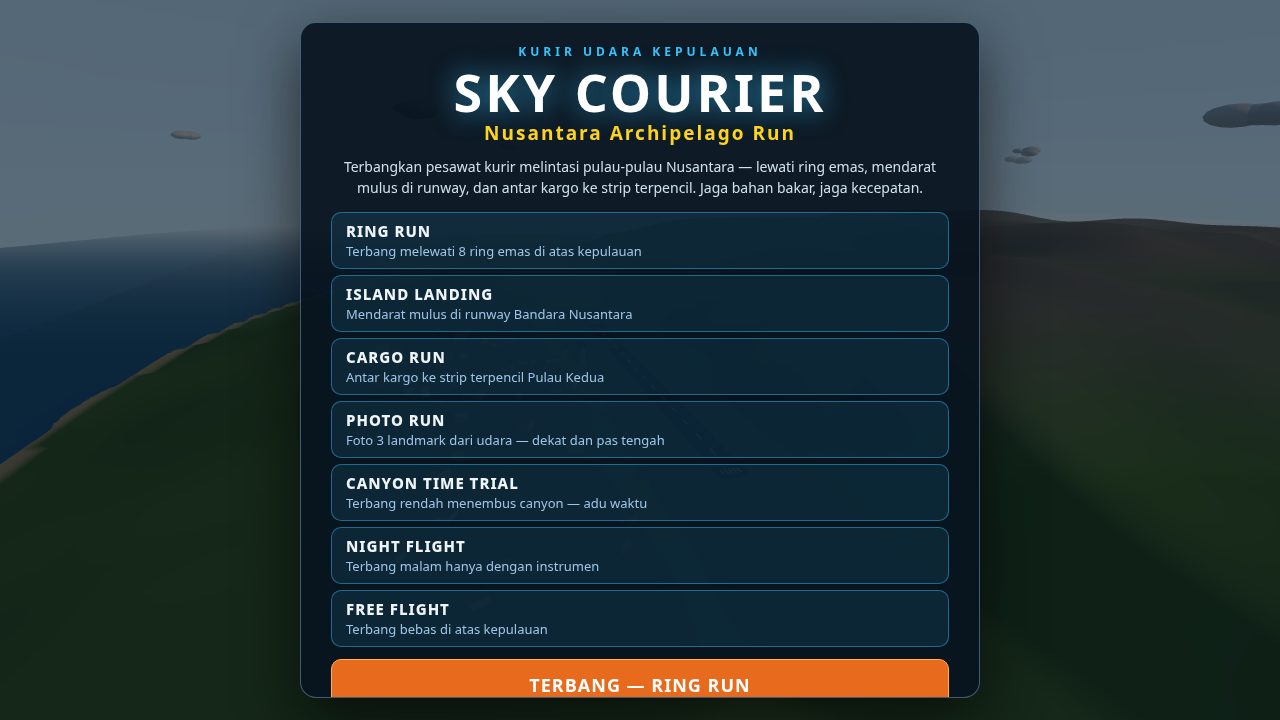 KURIR UDARA KEPULAUAN
SKY COURIER
Nusantara Archipelago Run
Terbangkan pesawat kurir melintasi pulau-pulau Nusantara — lewati ring emas, mendarat
mulus di runway, dan antar kargo ke strip terpencil. Jaga bahan bakar, jaga kecepatan.
RING RUN
Terbang melewati 8 ring emas di atas kepulauan
ISLAND LANDING
Mendarat mulus di runway Bandara Nusantara
CARGO RUN
Antar kargo ke strip terpencil Pulau Kedua
PHOTO RUN
Foto 3 landmark dari udara — dekat dan pas tengah
CANYON TIME TRIAL
Terbang rendah menembus canyon — adu waktu
NIGHT FLIGHT
Terbang malam hanya dengan instrumen
FREE FLIGHT
Terbang bebas di atas kepulauan
TERBANG — RING RUN